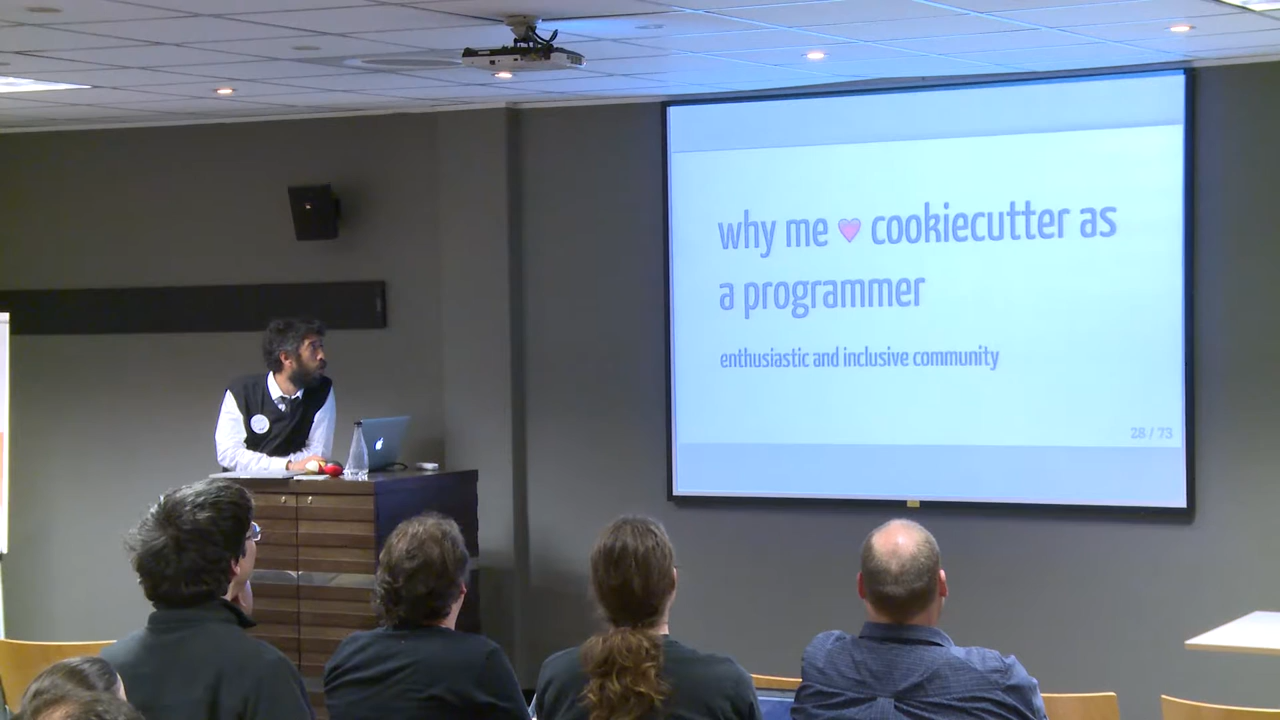 why me ♥ cookiecutter as
a programmer
enthusiastic and inclusive community
28 / 73